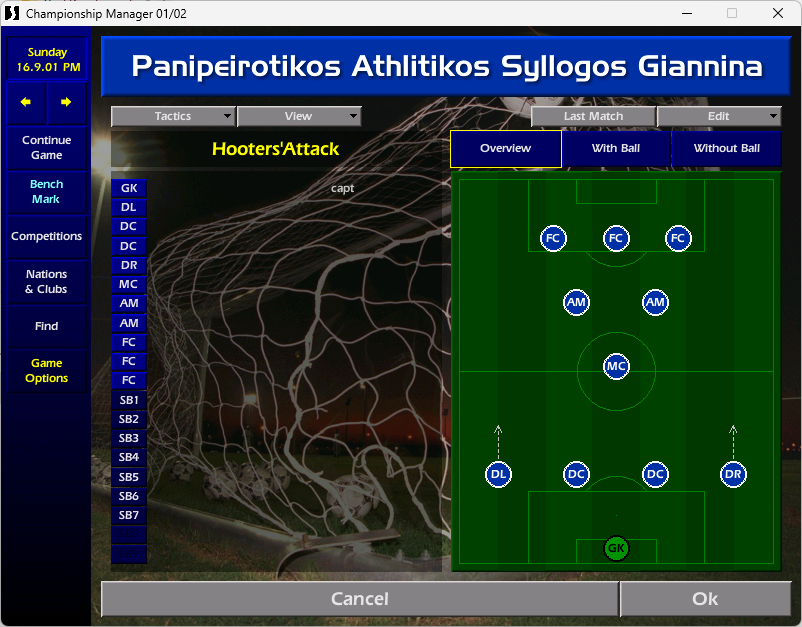 Championship Manager 01/02
Sunday
16.9.01 PM
Continue
Game
Bench
Mark
Competitions
Nations
& Clubs
Find
Game
Options
Panipeirotikos Athlitikos Syllogos Giannina
Tactics
View
Last Match
Edit
Hooters'Attack
Overview
With Ball
Without Ball
GK capt
DL
DC
DC
DR
MC
AM
AM
FC
FC
FC
SB1
SB2
SB3
SB4
SB5
SB6
SB7
FC FC FC
AM AM
MC
DL DC DC DR
GK
Cancel
Ok